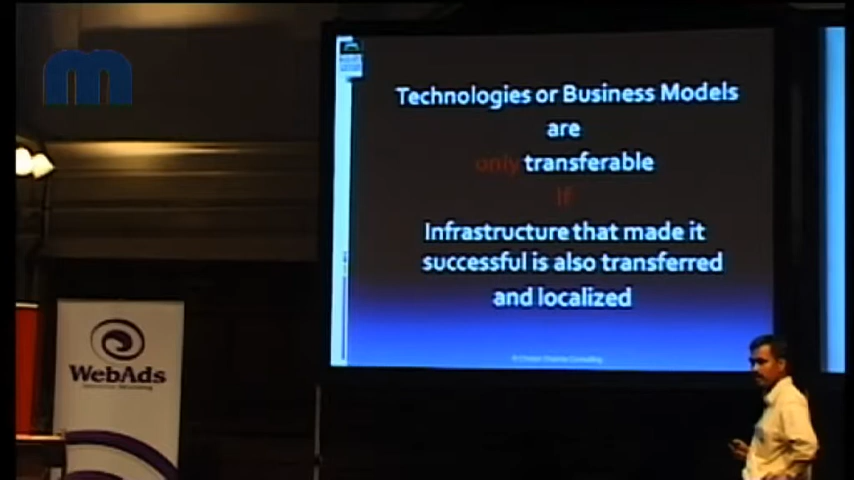 m
Technologies or Business Models
are
only transferable
If
Infrastructure that made it
successful is also transferred
and localized
WebAds